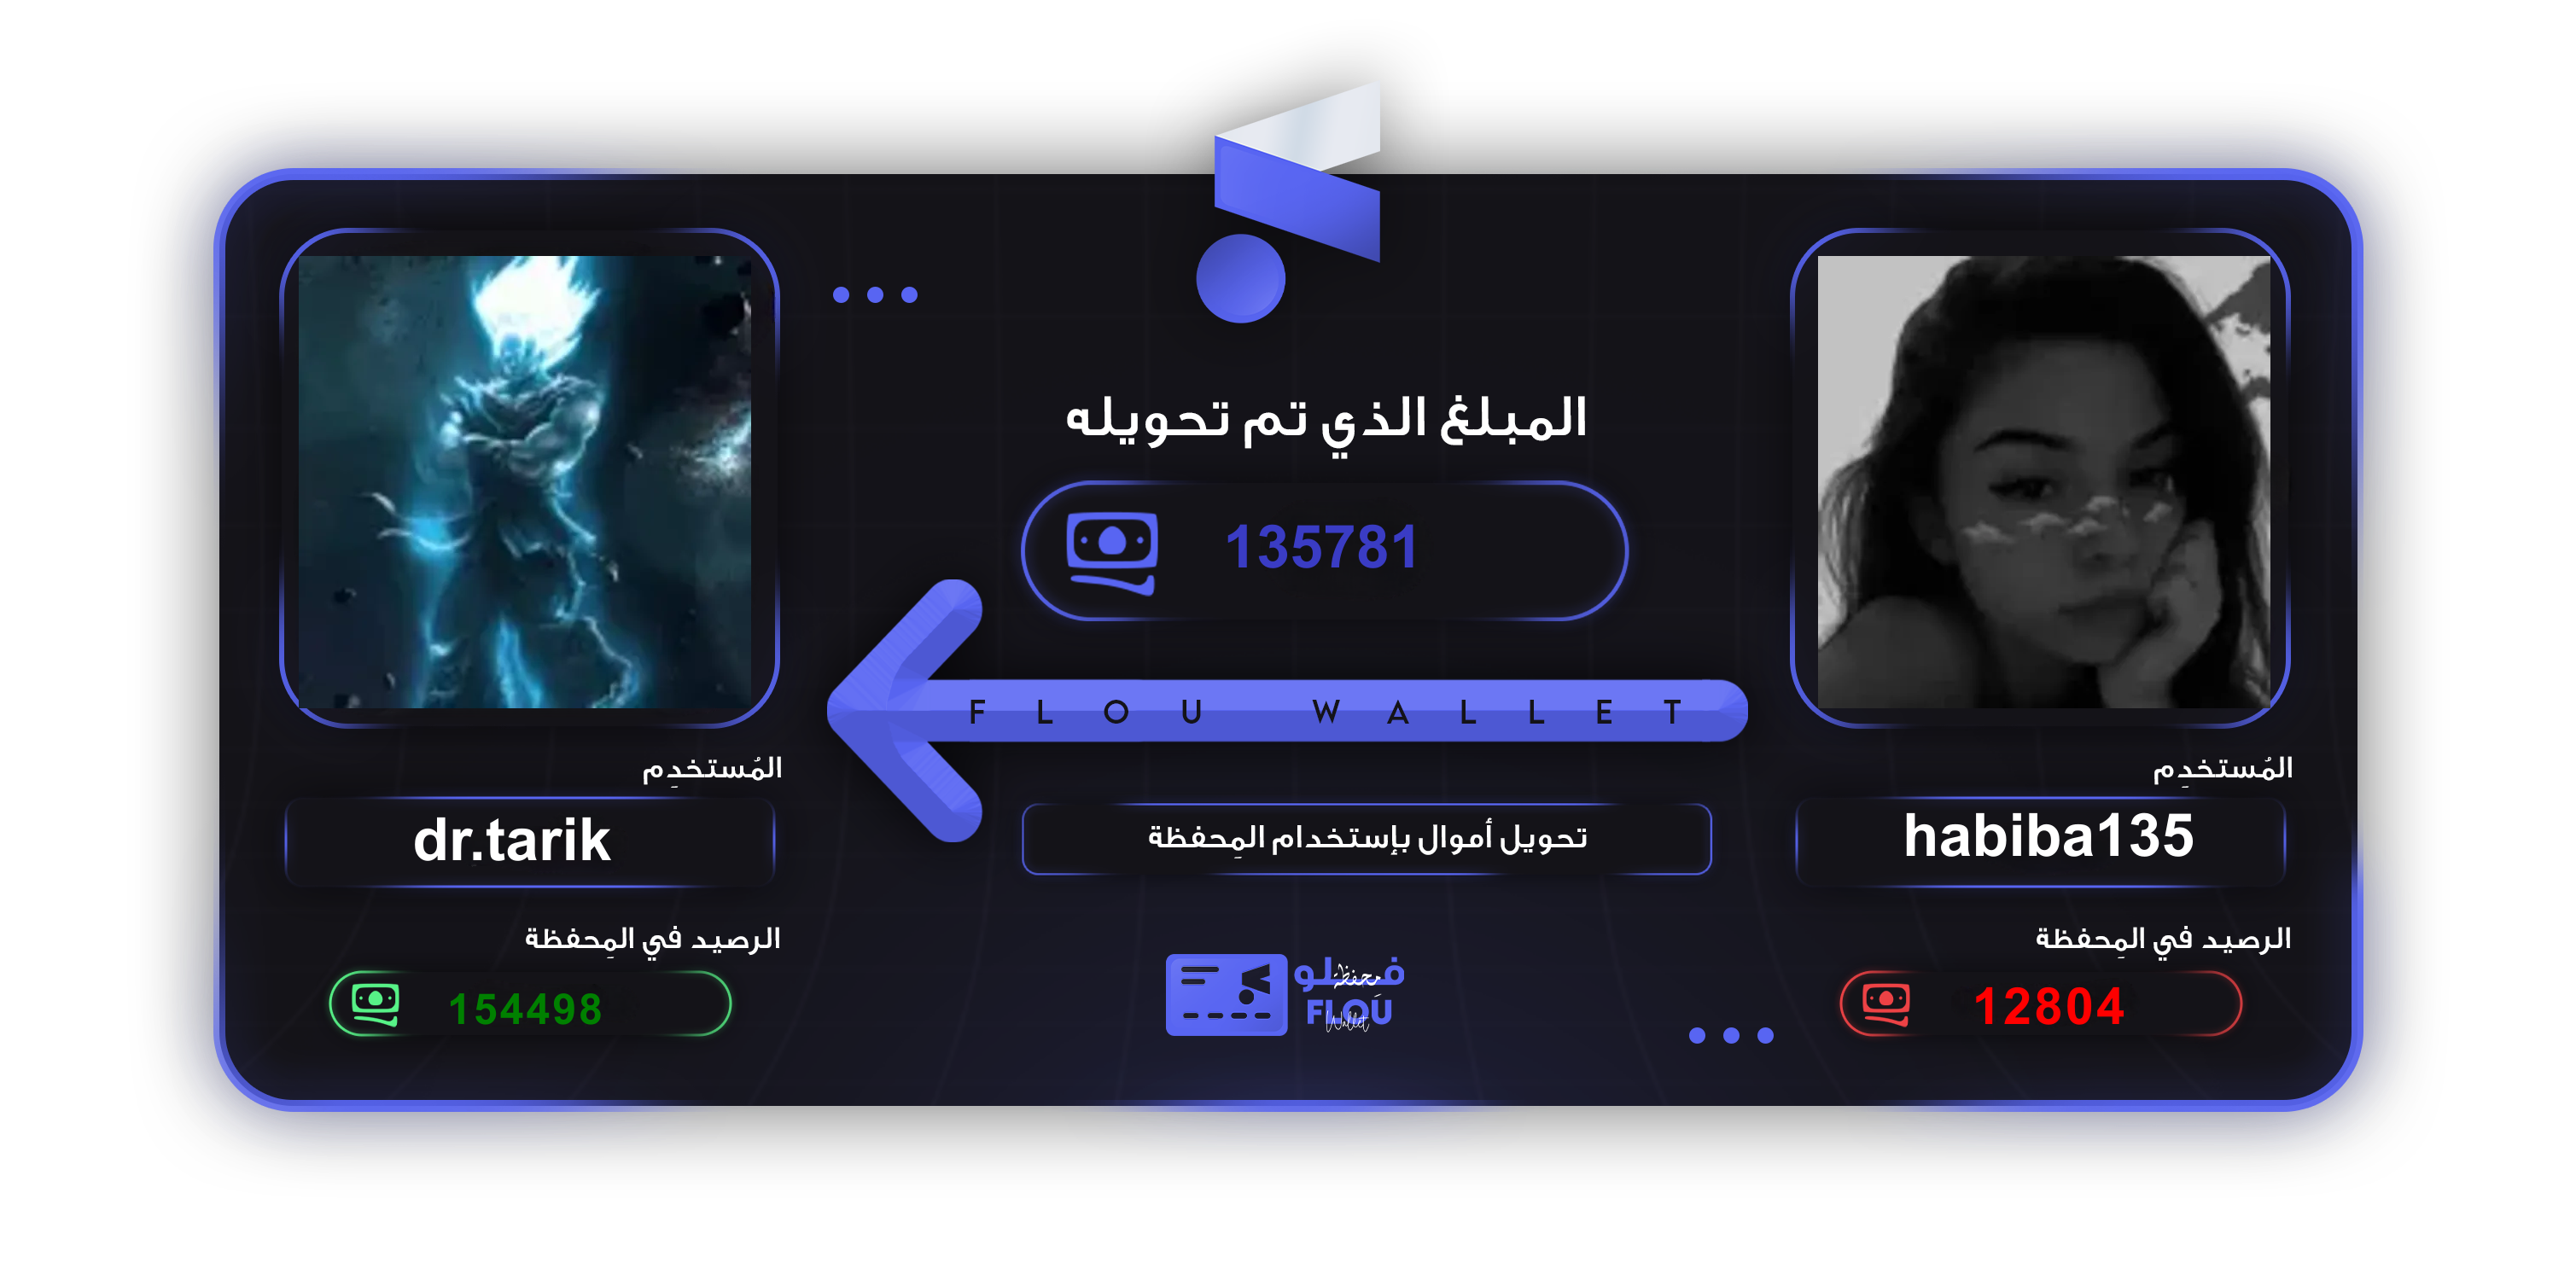 المبلغ الذي تم تحويله
135781
FLOU WALLET
المُستخدِم
habiba135
المُستخدِم
dr.tarik
تحويل أموال بإستخدام المِحفظة
الرصيد في المِحفظة
12804
الرصيد في المِحفظة
154498
فلو
مِحفظة
FLOU
Wallet